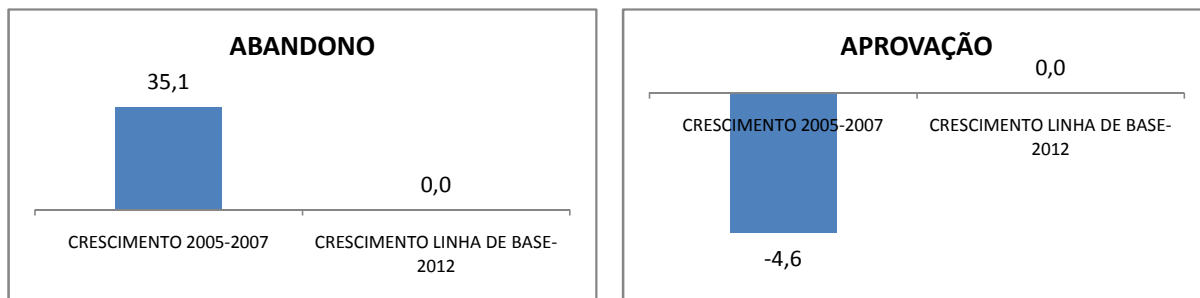 ABANDONO
35,1
0,0
CRESCIMENTO 2005-2007
CRESCIMENTO LINHA DE BASE-
2012
APROVAÇÃO
0,0
CRESCIMENTO 2005-2007
CRESCIMENTO LINHA DE BASE-
2012
-4,6